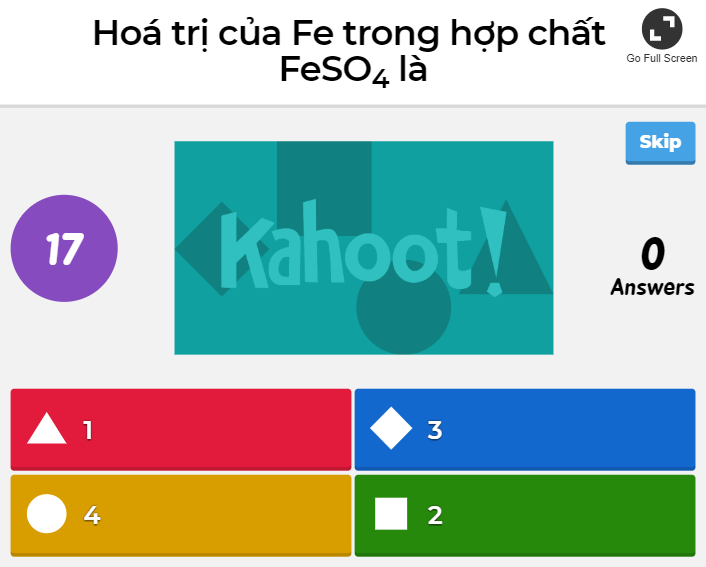 Hoá trị của Fe trong hợp chất
FeSO₄ là
Go Full Screen
Skip
17
Kahoot!
0
Answers
1
3
4
2